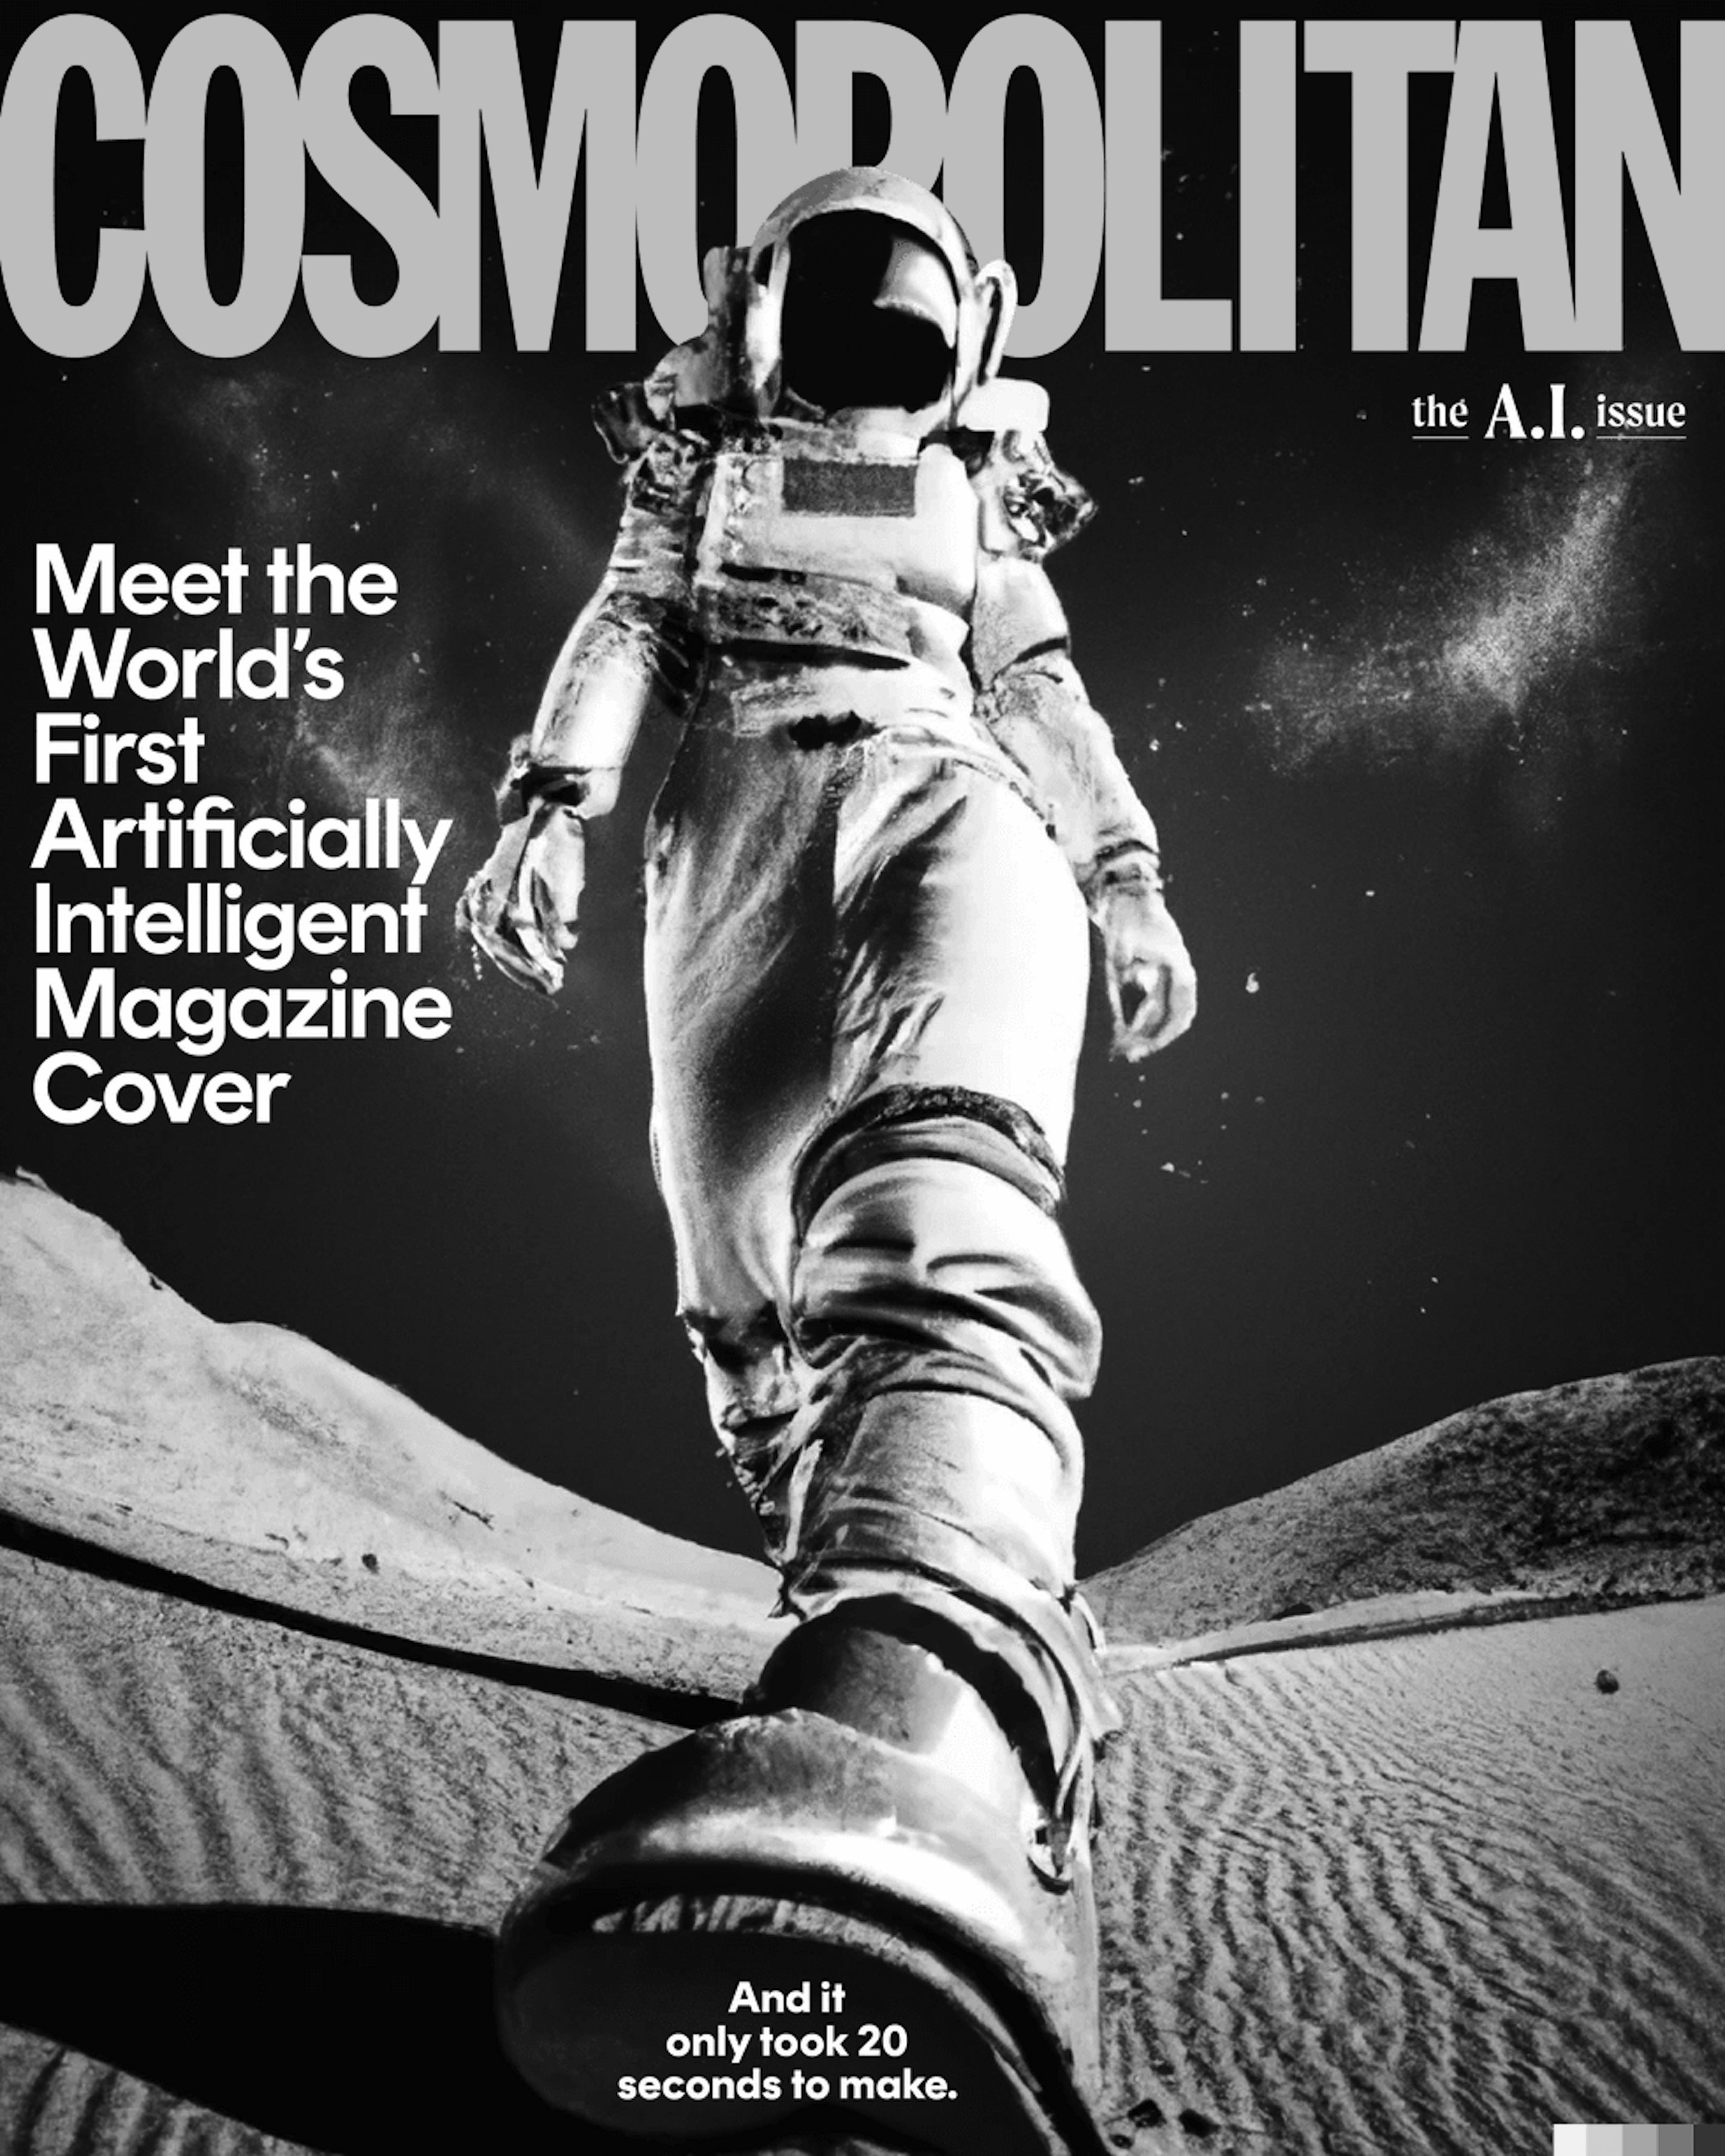 COSMOPOLITAN
the A.I. issue
Meet the
World’s
First
Artificially
Intelligent
Magazine
Cover
And it
only took 20
seconds to make.